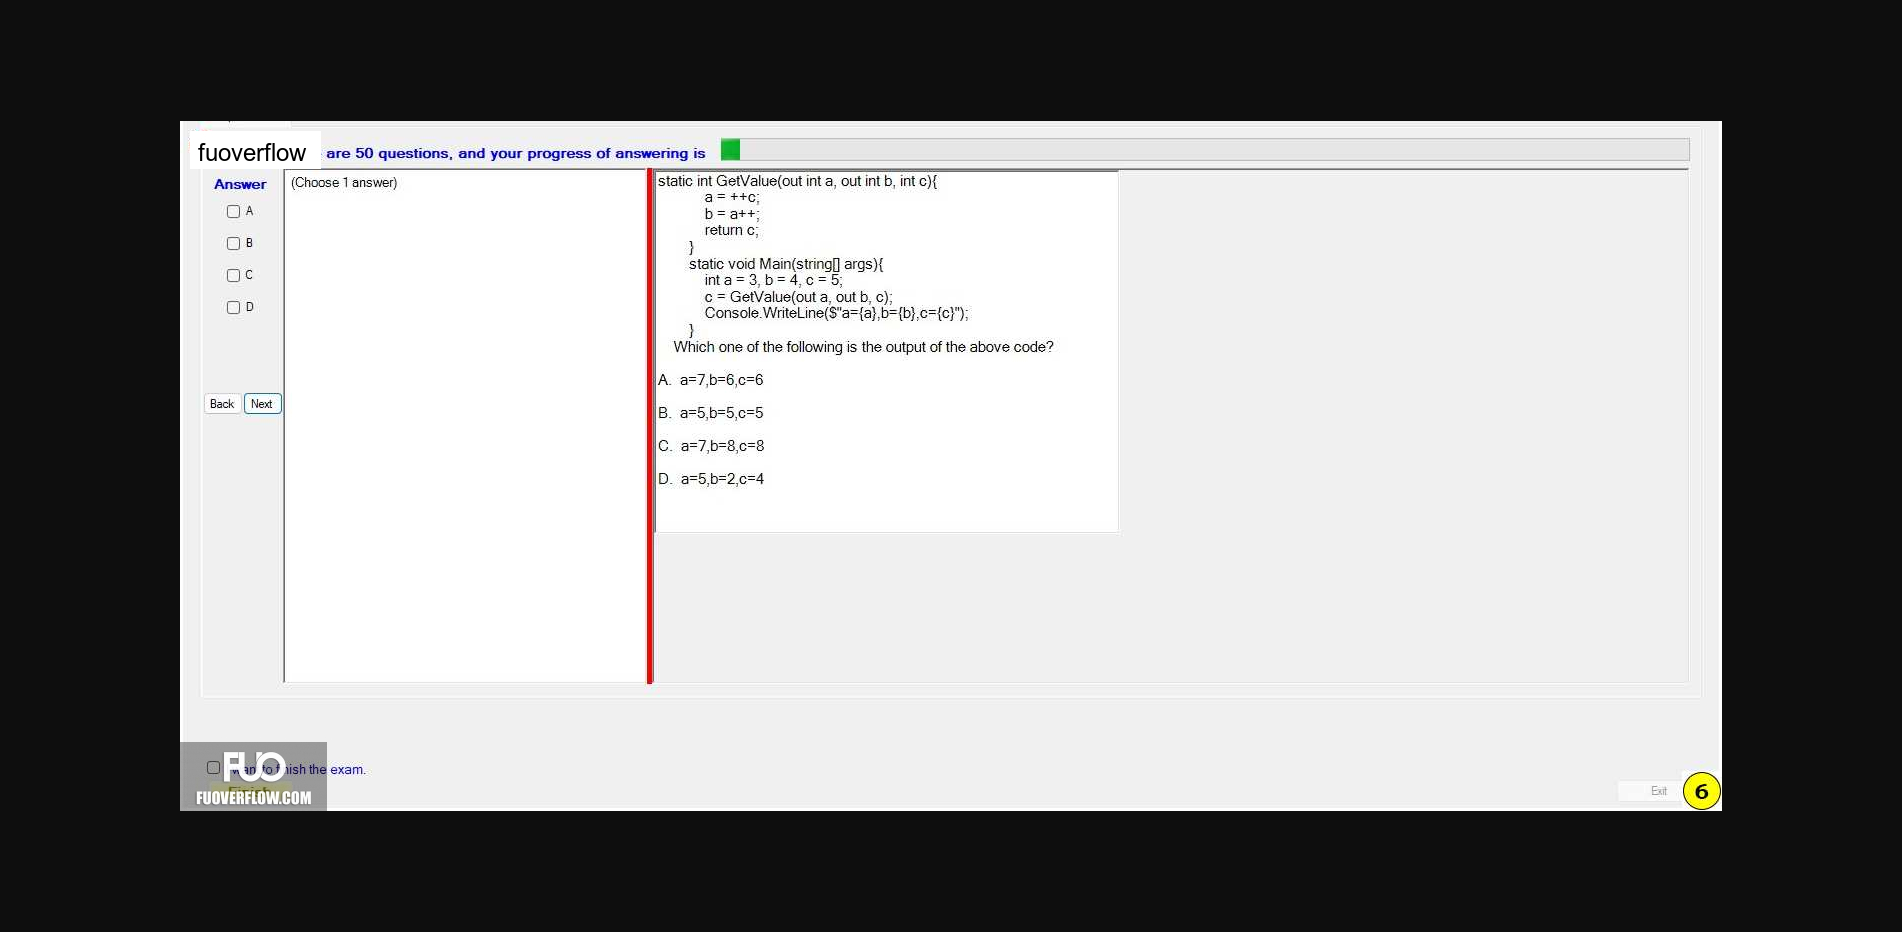 fuoverflow are 50 questions, and your progress of answering is
Answer
(Choose 1 answer)
A
B
C
D
Back Next
static int GetValue(out int a, out int b, int c){
a = ++c;
b = a++;
return c;
}
static void Main(string[] args){
int a = 3, b = 4, c = 5;
c = GetValue(out a, out b, c);
Console.WriteLine($"a={a},b={b},c={c}");
}
Which one of the following is the output of the above code?
A. a=7,b=6,c=6
B. a=5,b=5,c=5
C. a=7,b=8,c=8
D. a=5,b=2,c=4
FUO
want to finish the exam.
Finish
FUOVERFLOW.COM
Exit
6